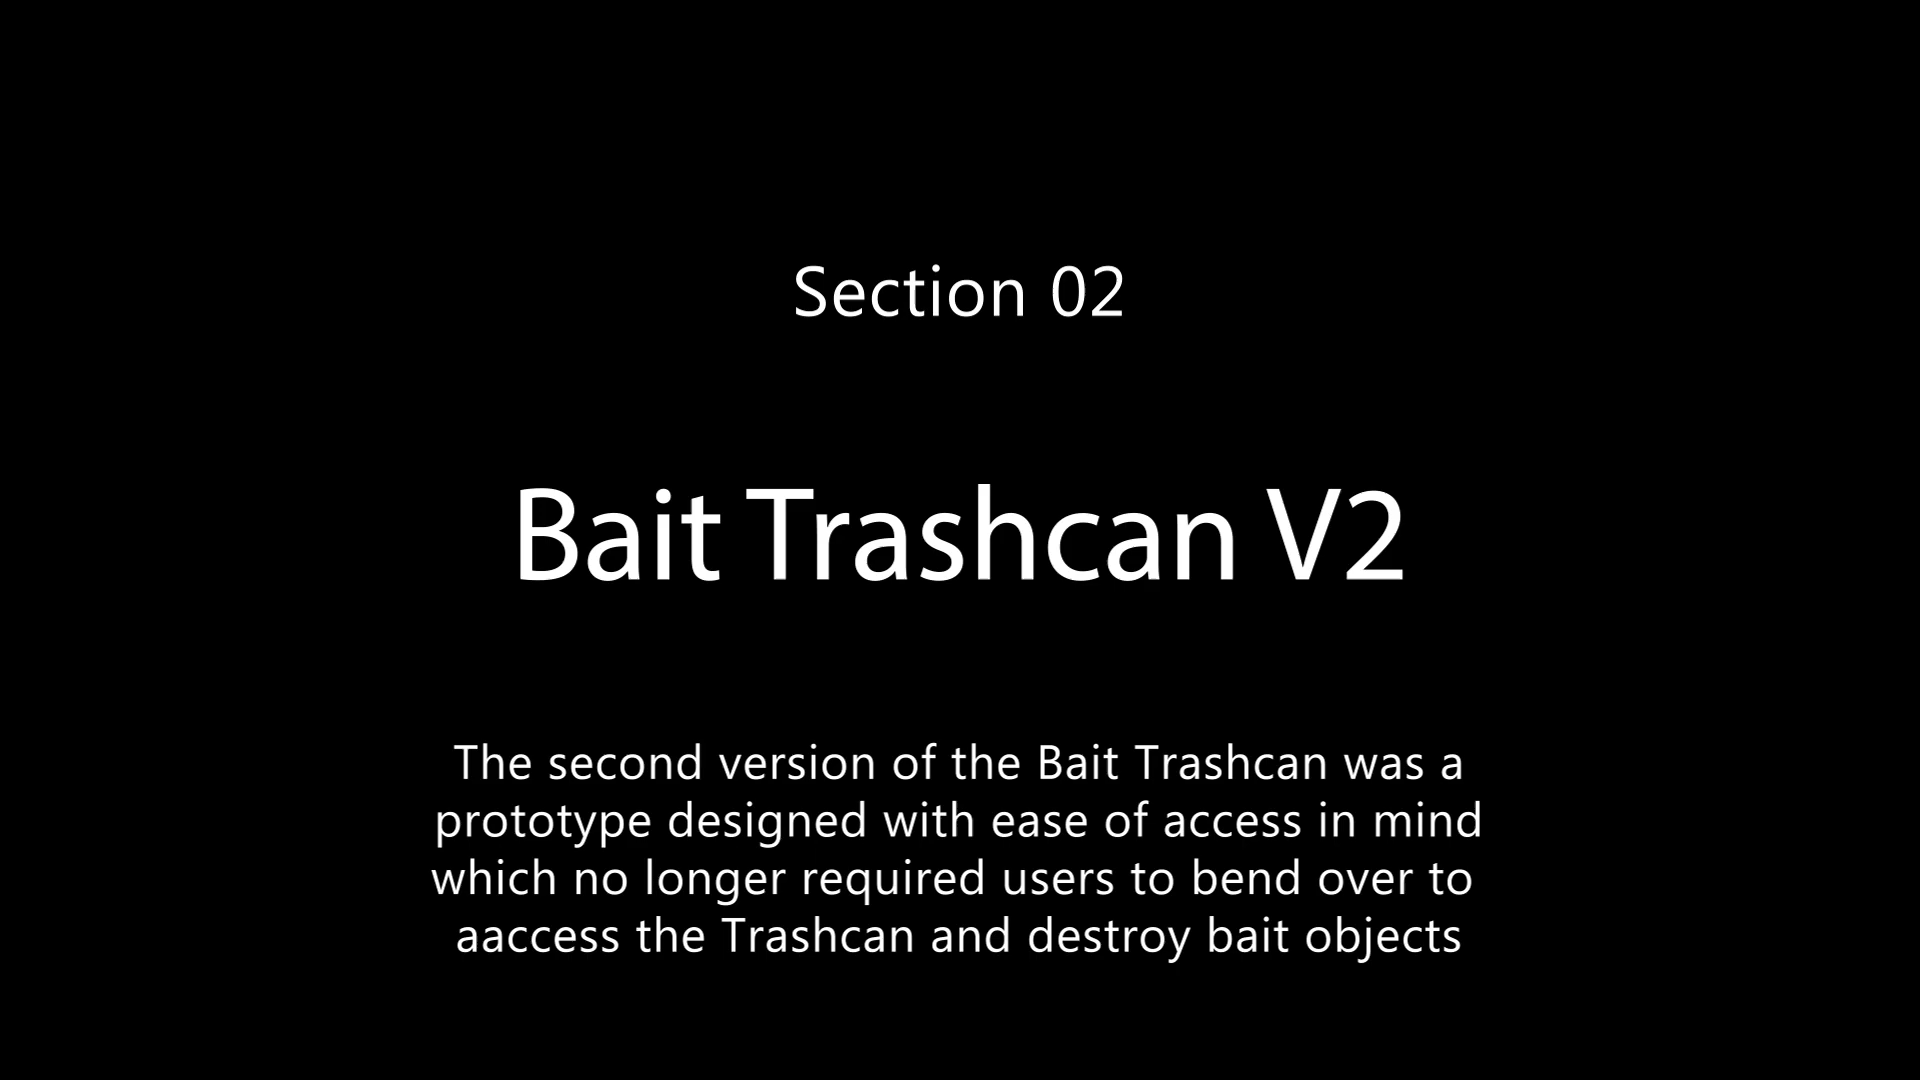 Section 02
Bait Trashcan V2
The second version of the Bait Trashcan was a
prototype designed with ease of access in mind
which no longer required users to bend over to
aaccess the Trashcan and destroy bait objects